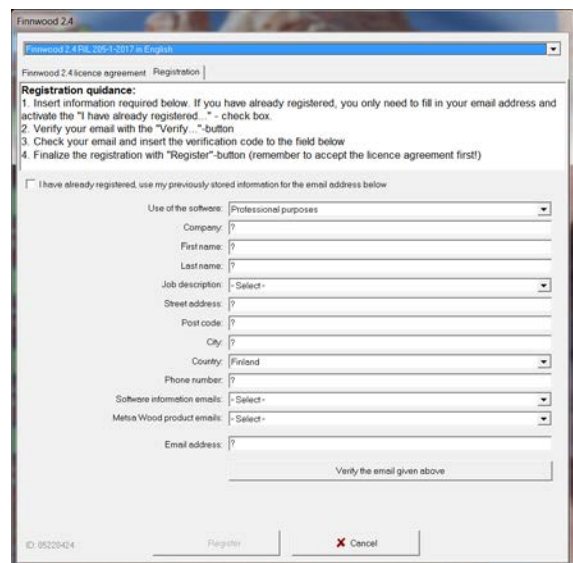 Finnwood 2.4
Finnwood 2.4 RIL 205-1-2017 in English
Finnwood 2.4 licence agreement Registration
Registration quidance:
1. Insert information required below. If you have already registered, you only need to fill in your email address and
activate the "I have already registered..." - check box.
2. Verify your email with the "Verify..."-button
3. Check your email and insert the verification code to the field below
4. Finalize the registration with "Register"-button (remember to accept the licence agreement first!)
I have already registered, use my previously stored information for the email address below
Use of the software: Professional purposes
Company: ?
First name: ?
Last name: ?
Job description: - Select -
Street address: ?
Post code: ?
City: ?
Country: Finland
Phone number: ?
Software information emails: - Select -
Metsa Wood product emails: - Select -
Email address: ?
Verify the email given above
ID: 05220424 Register Cancel